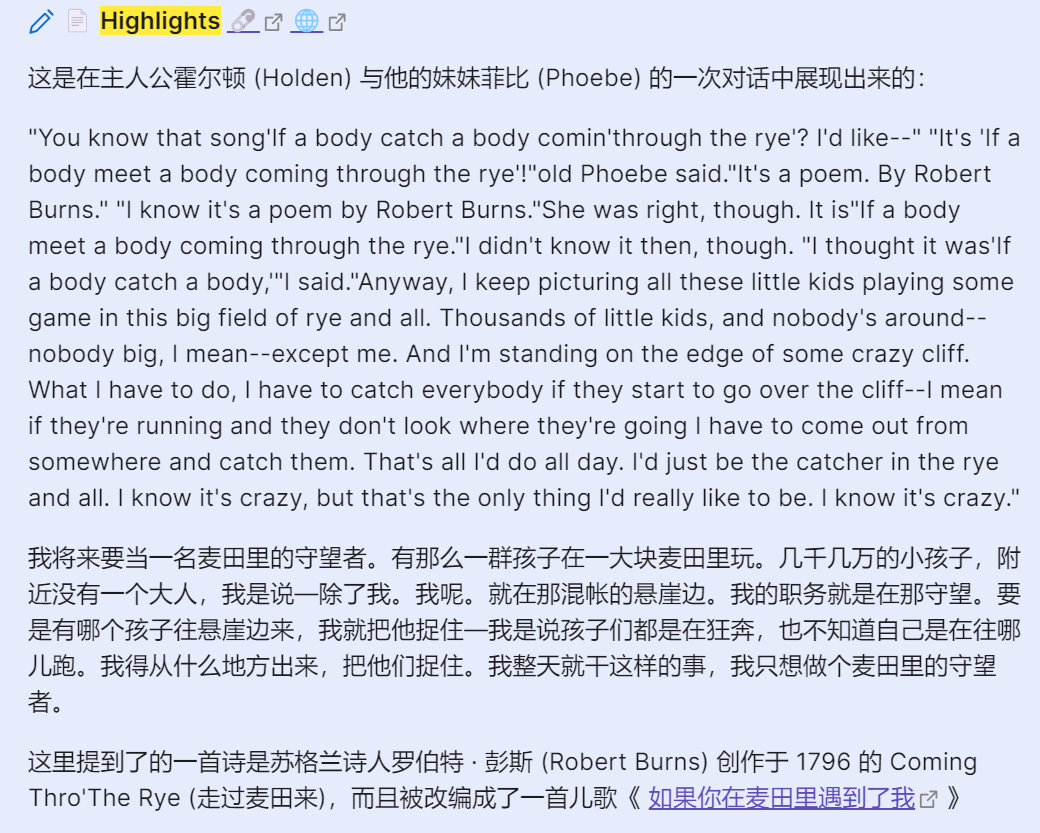 Highlights
这是在主人公霍尔顿 (Holden) 与他的妹妹菲比 (Phoebe) 的一次对话中展现出来的：
"You know that song'If a body catch a body comin'through the rye'? I'd like--" "It's 'If a
body meet a body coming through the rye'!"old Phoebe said."It's a poem. By Robert
Burns." "I know it's a poem by Robert Burns."She was right, though. It is"If a body
meet a body coming through the rye."I didn't know it then, though. "I thought it was'If
a body catch a body,'"I said."Anyway, I keep picturing all these little kids playing some
game in this big field of rye and all. Thousands of little kids, and nobody's around--
nobody big, I mean--except me. And I'm standing on the edge of some crazy cliff.
What I have to do, I have to catch everybody if they start to go over the cliff--I mean
if they're running and they don't look where they're going I have to come out from
somewhere and catch them. That's all I'd do all day. I'd just be the catcher in the rye
and all. I know it's crazy, but that's the only thing I'd really like to be. I know it's crazy."
我将来要当一名麦田里的守望者。有那么一群孩子在一大块麦田里玩。几千几万的小孩子，附
近没有一个大人，我是说—除了我。我呢。就在那混帐的悬崖边。我的职务就是在那守望。要
是有哪个孩子往悬崖边来，我就把他捉住—我是说孩子们都是在狂奔，也不知道自己是在往哪
儿跑。我得从什么地方出来，把他们捉住。我整天就干这样的事，我只想做个麦田里的守望
者。
这里提到了的一首诗是苏格兰诗人罗伯特 · 彭斯 (Robert Burns) 创作于 1796 的 Coming
Thro'The Rye (走过麦田来)，而且被改编成了一首儿歌《 如果你在麦田里遇到了我 》